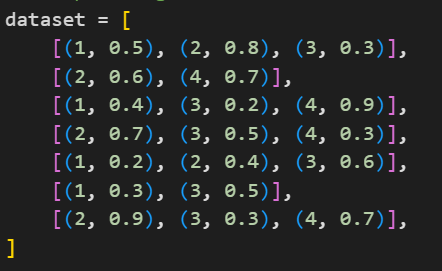 dataset = [
    [(1, 0.5), (2, 0.8), (3, 0.3)],
    [(2, 0.6), (4, 0.7)],
    [(1, 0.4), (3, 0.2), (4, 0.9)],
    [(2, 0.7), (3, 0.5), (4, 0.3)],
    [(1, 0.2), (2, 0.4), (3, 0.6)],
    [(1, 0.3), (3, 0.5)],
    [(2, 0.9), (3, 0.3), (4, 0.7)],
]